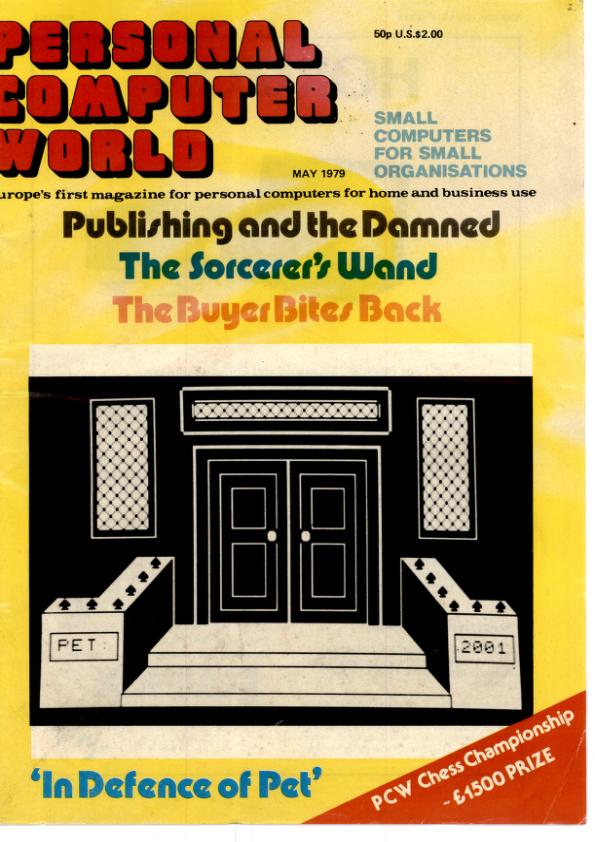 PERSONAL
50p U.S.$2.00
COMPUTER
WORLD
SMALL
COMPUTERS
FOR SMALL
ORGANISATIONS
MAY 1979
urope's first magazine for personal computers for home and business use
Publishing and the Damned
The Sorcerer's Wand
The Buyer Bites Back
PET:
2001
'In Defence of Pet'
PCW Chess Championship
- £1500 PRIZE